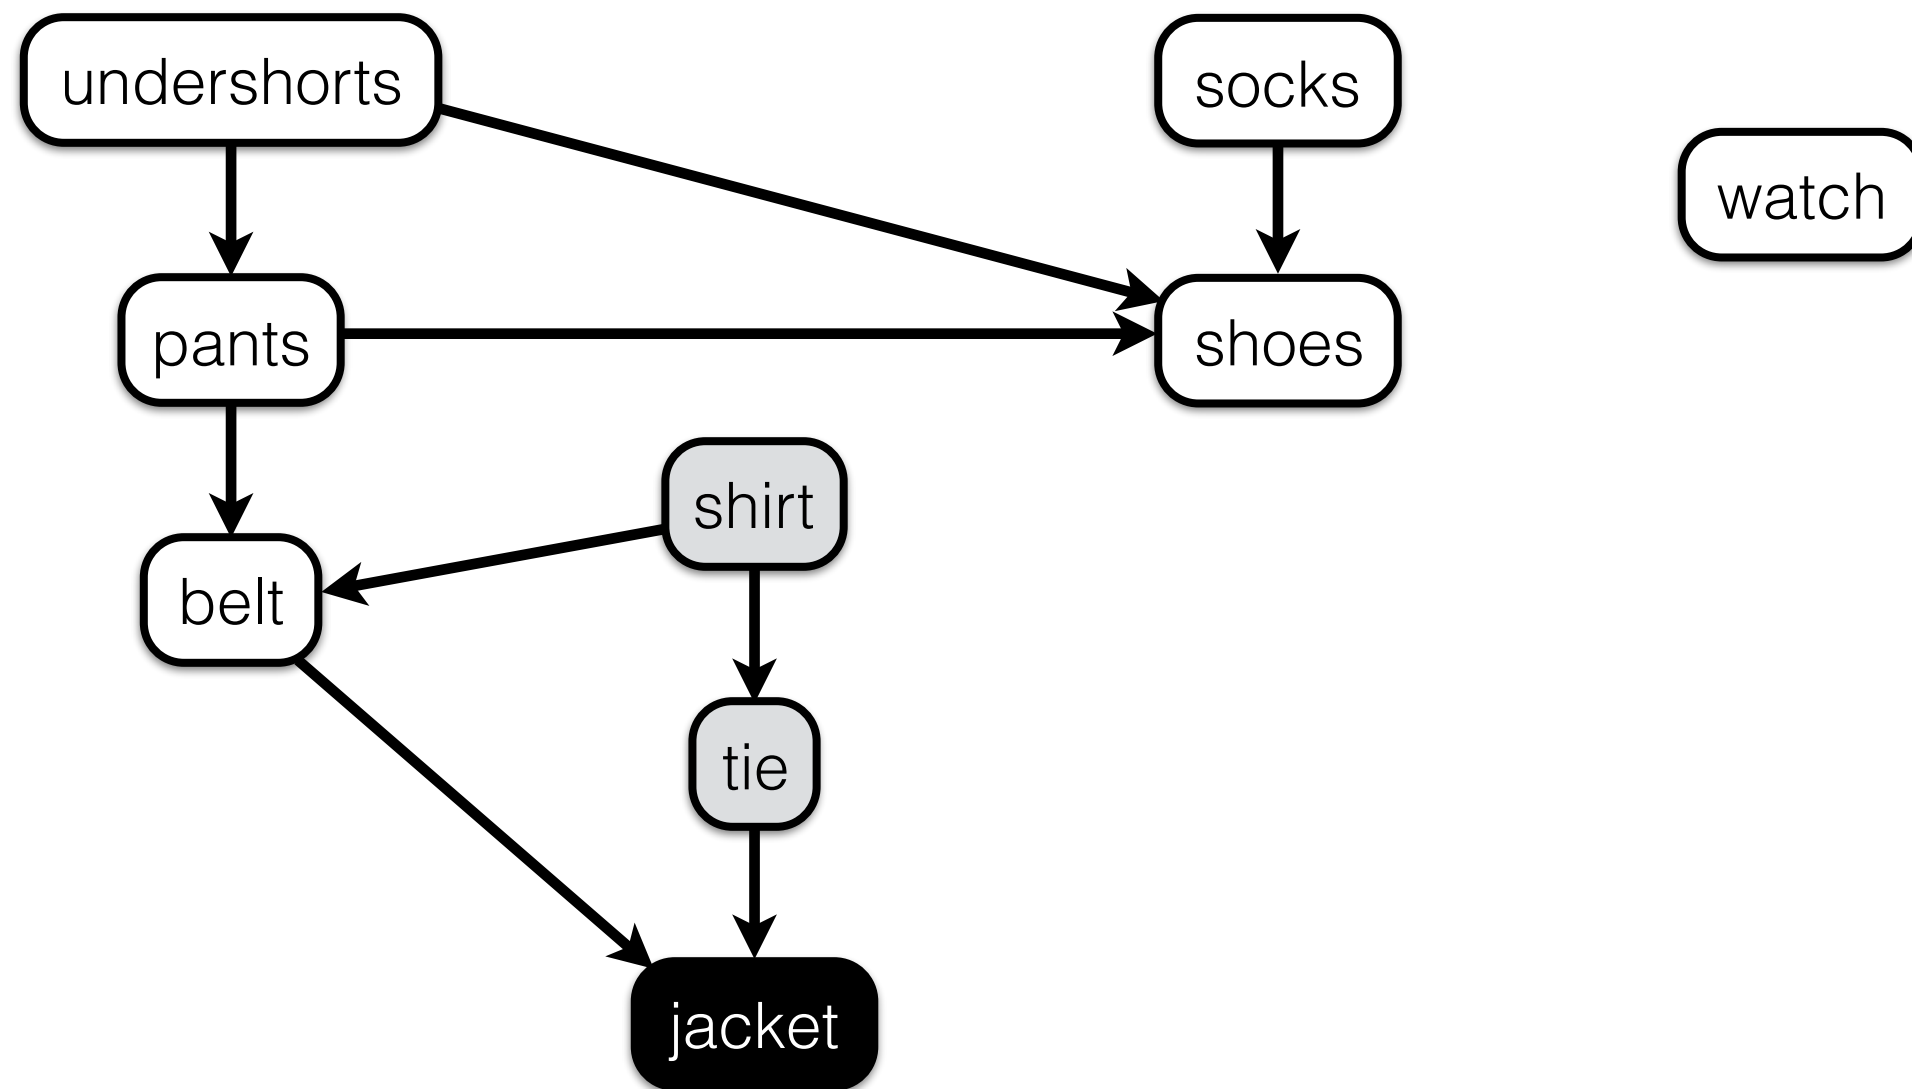 undershorts
socks
watch
pants
shoes
shirt
belt
tie
jacket